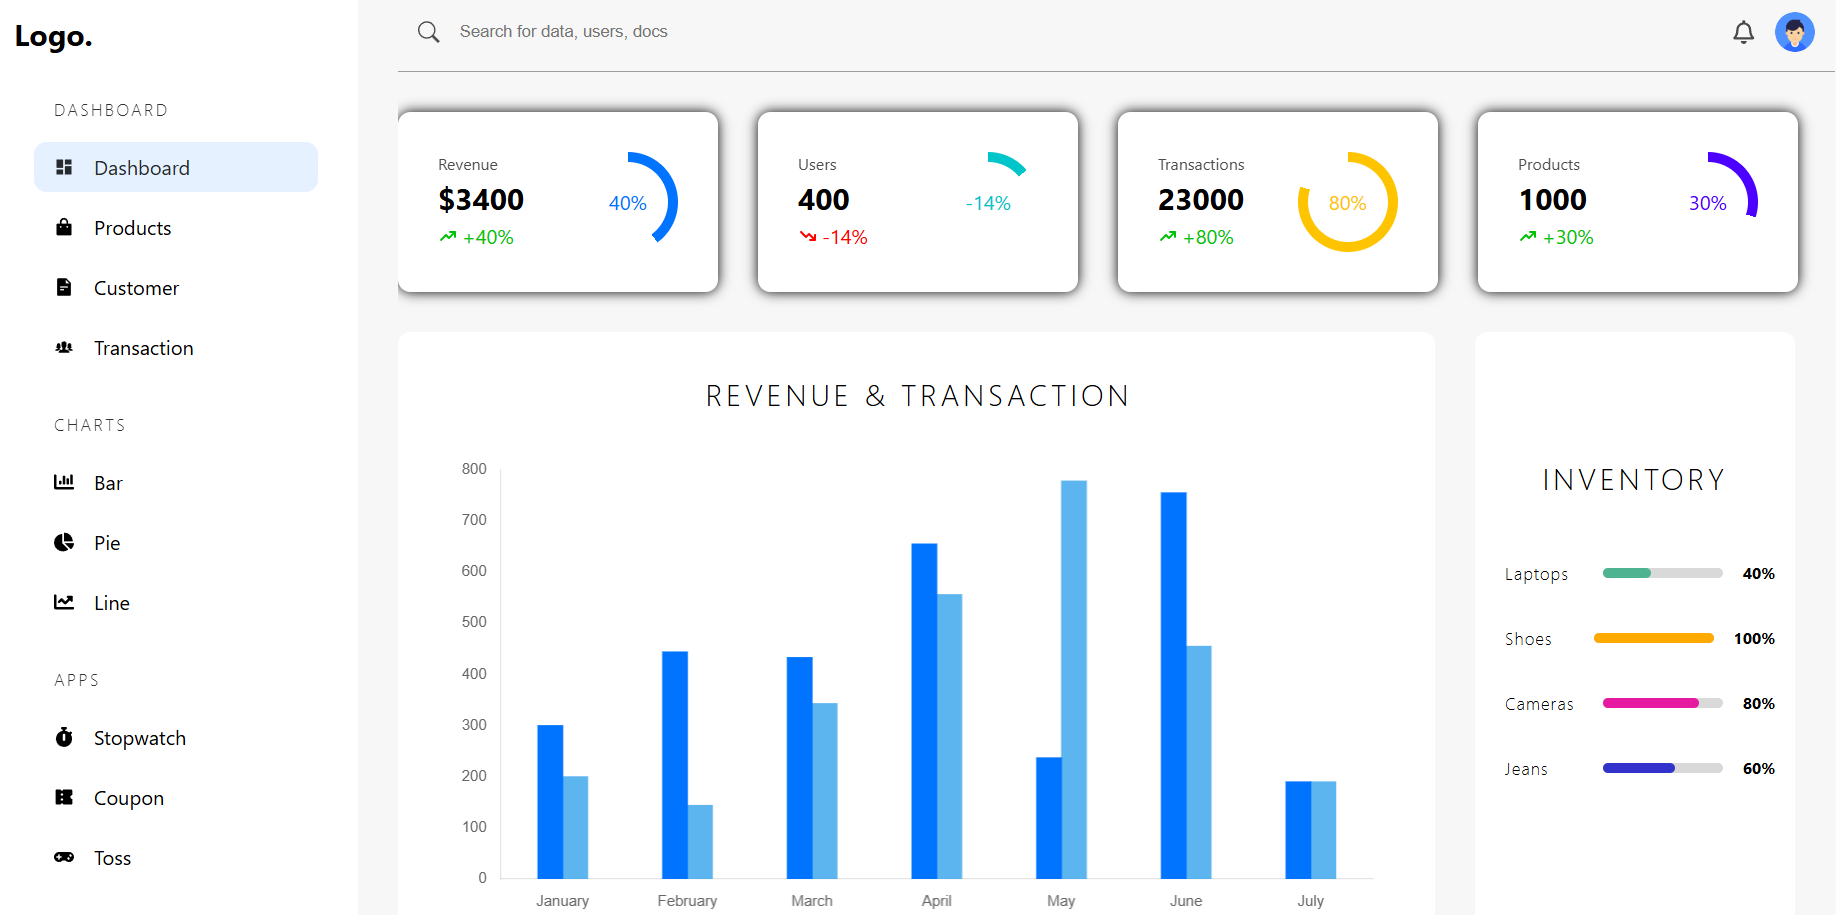 Logo.
DASHBOARD
Dashboard
Products
Customer
Transaction
CHARTS
Bar
Pie
Line
APPS
Stopwatch
Coupon
Toss
Search for data, users, docs
Revenue
$3400
+40%
40%
Users
400
-14%
-14%
Transactions
23000
+80%
80%
Products
1000
+30%
30%
REVENUE & TRANSACTION
800
700
600
500
400
300
200
100
0
January February March April May June July
INVENTORY
Laptops 40%
Shoes 100%
Cameras 80%
Jeans 60%